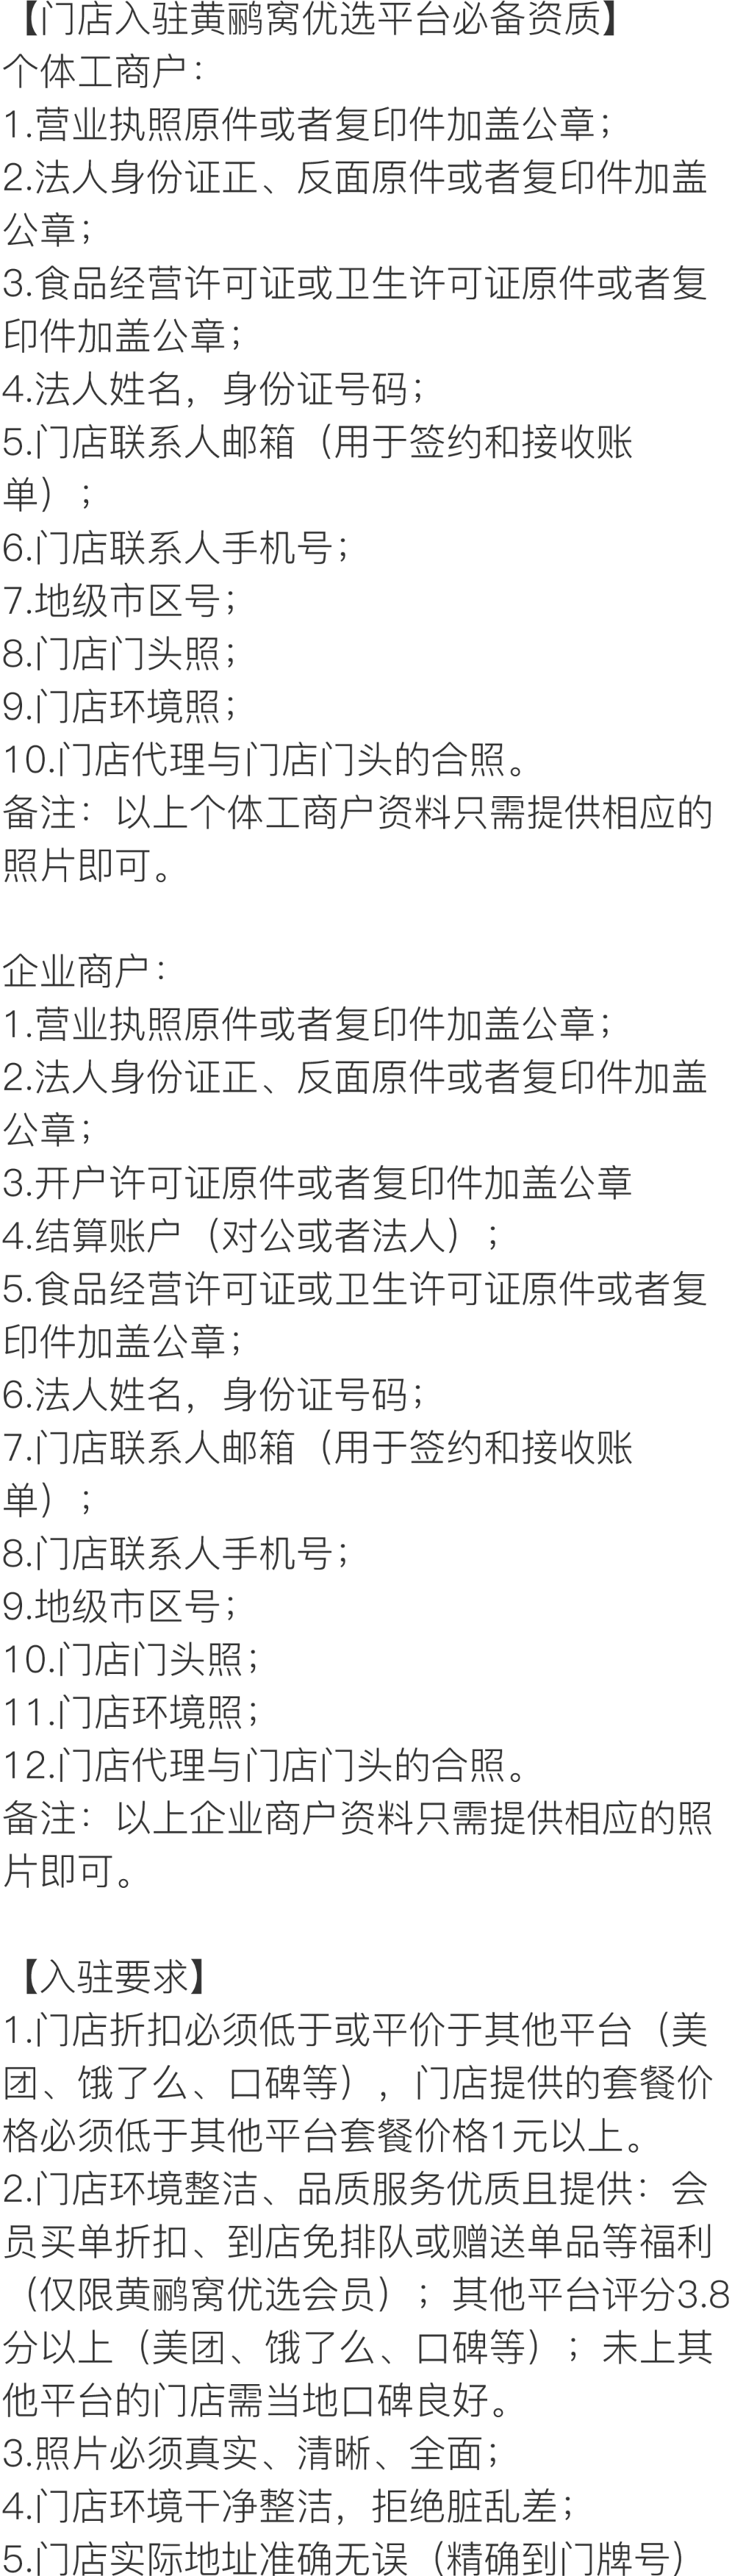 【门店入驻黄鹂窝优选平台必备资质】
个体工商户：
1.营业执照原件或者复印件加盖公章；
2.法人身份证正、反面原件或者复印件加盖
公章；
3.食品经营许可证或卫生许可证原件或者复
印件加盖公章；
4.法人姓名，身份证号码；
5.门店联系人邮箱（用于签约和接收账
单）；
6.门店联系人手机号；
7.地级市区号；
8.门店门头照；
9.门店环境照；
10.门店代理与门店门头的合照。
备注：以上个体工商户资料只需提供相应的
照片即可。
企业商户：
1.营业执照原件或者复印件加盖公章；
2.法人身份证正、反面原件或者复印件加盖
公章；
3.开户许可证原件或者复印件加盖公章
4.结算账户（对公或者法人）；
5.食品经营许可证或卫生许可证原件或者复
印件加盖公章；
6.法人姓名，身份证号码；
7.门店联系人邮箱（用于签约和接收账
单）；
8.门店联系人手机号；
9.地级市区号；
10.门店门头照；
11.门店环境照；
12.门店代理与门店门头的合照。
备注：以上企业商户资料只需提供相应的照
片即可。
【入驻要求】
1.门店折扣必须低于或平价于其他平台（美
团、饿了么、口碑等），门店提供的套餐价
格必须低于其他平台套餐价格1元以上。
2.门店环境整洁、品质服务优质且提供：会
员买单折扣、到店免排队或赠送单品等福利
（仅限黄鹂窝优选会员）；其他平台评分3.8
分以上（美团、饿了么、口碑等）；未上其
他平台的门店需当地口碑良好。
3.照片必须真实、清晰、全面；
4.门店环境干净整洁，拒绝脏乱差；
5.门店实际地址准确无误（精确到门牌号）